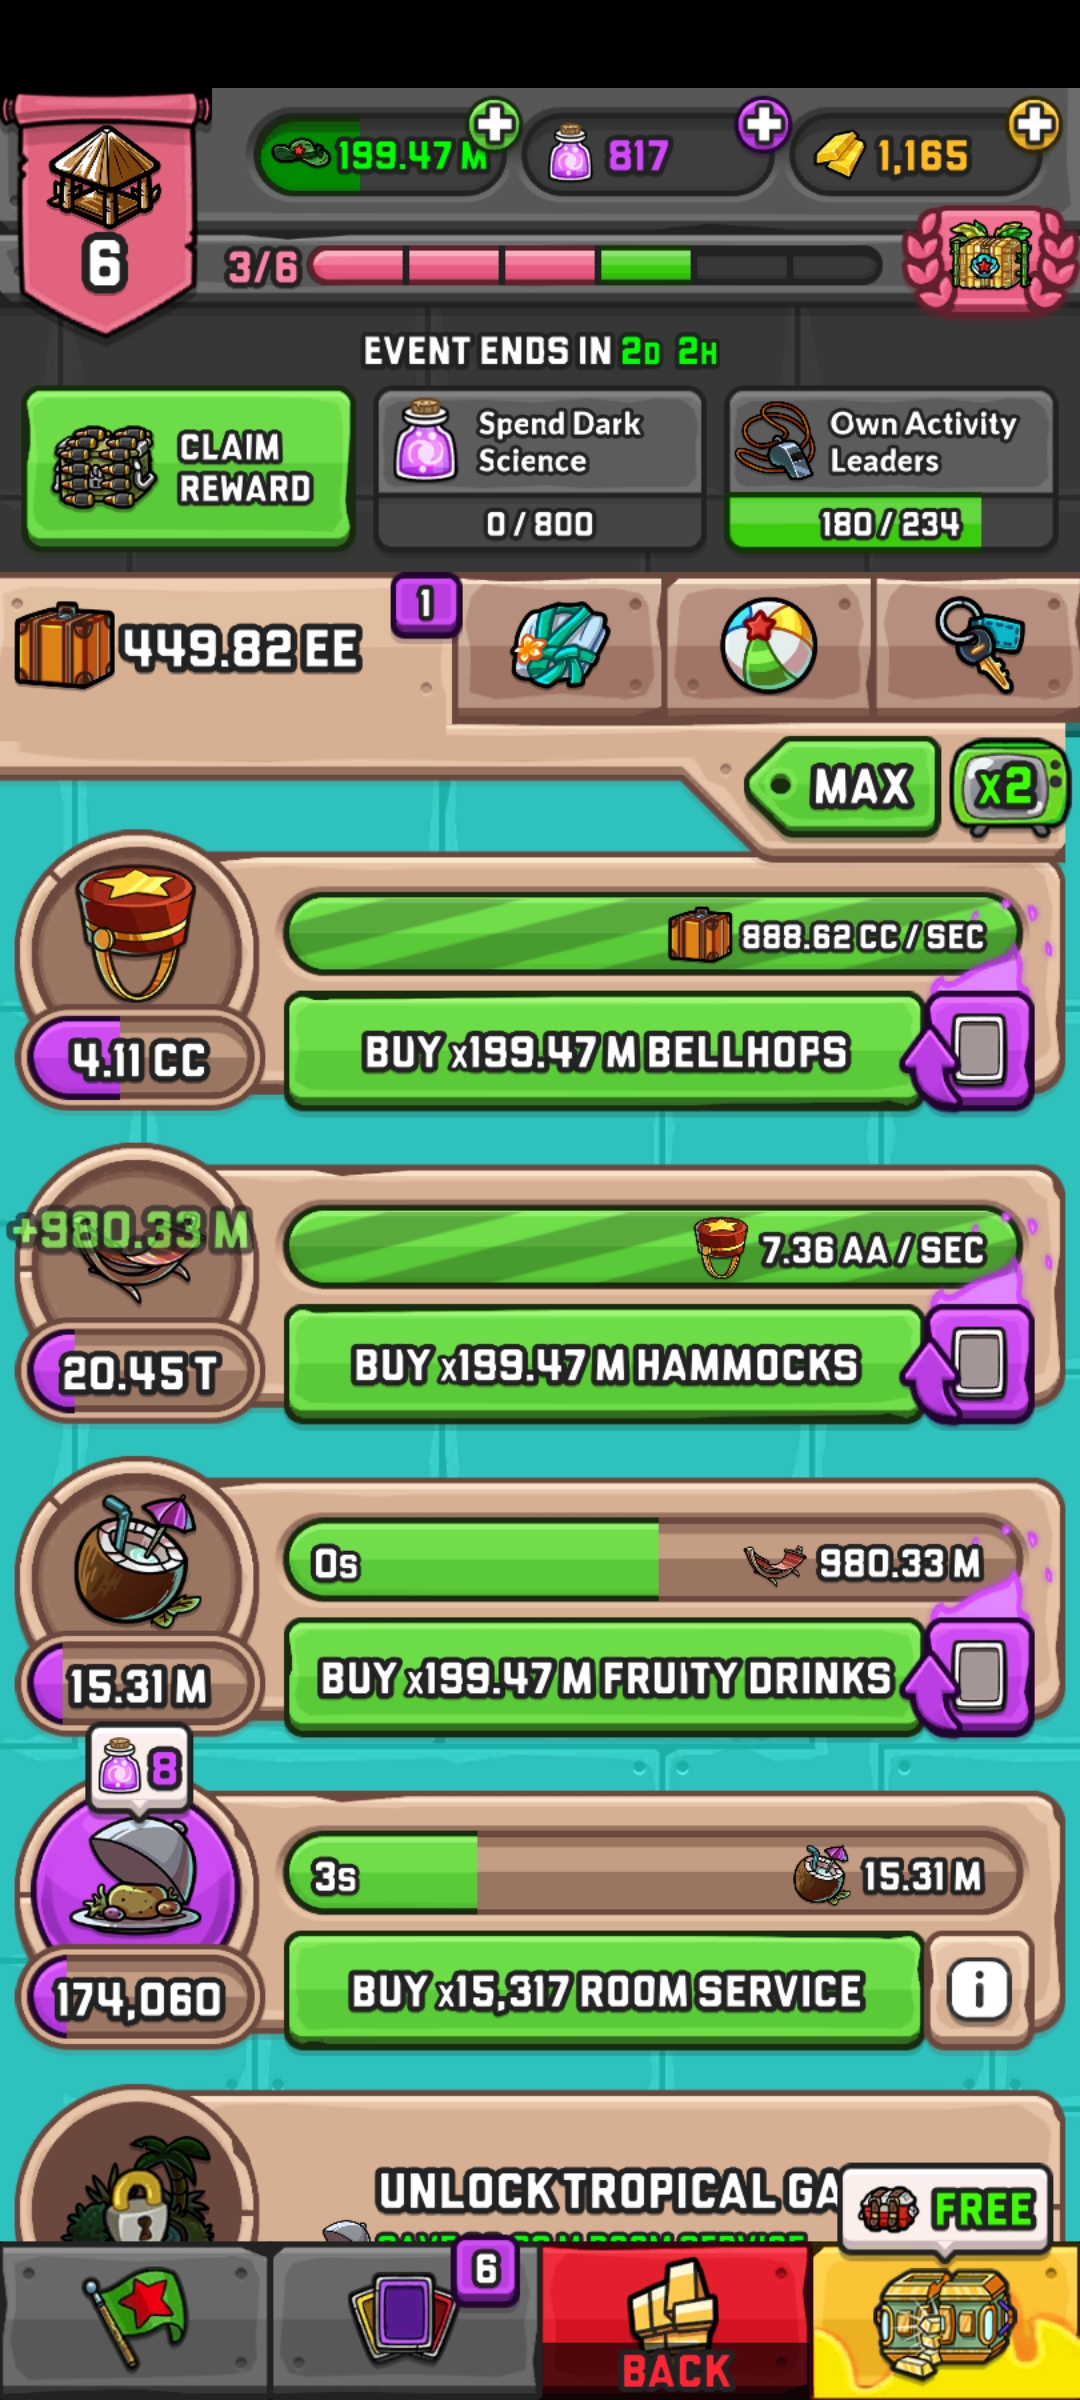 199.47 M
817
1,165
6
3/6
EVENT ENDS IN 2D 2H
CLAIM
REWARD
Spend Dark
Science
0 / 800
Own Activity
Leaders
180 / 234
449.82 EE
1
MAX
x2
888.62 CC / SEC
4.11 CC
BUY x199.47 M BELLHOPS
+980.33 M
7.36 AA / SEC
20.45 T
BUY x199.47 M HAMMOCKS
0s
980.33 M
15.31 M
BUY x199.47 M FRUITY DRINKS
8
3s
15.31 M
174,060
BUY x15,317 ROOM SERVICE
i
UNLOCK TROPICAL GA
FREE
6
BACK